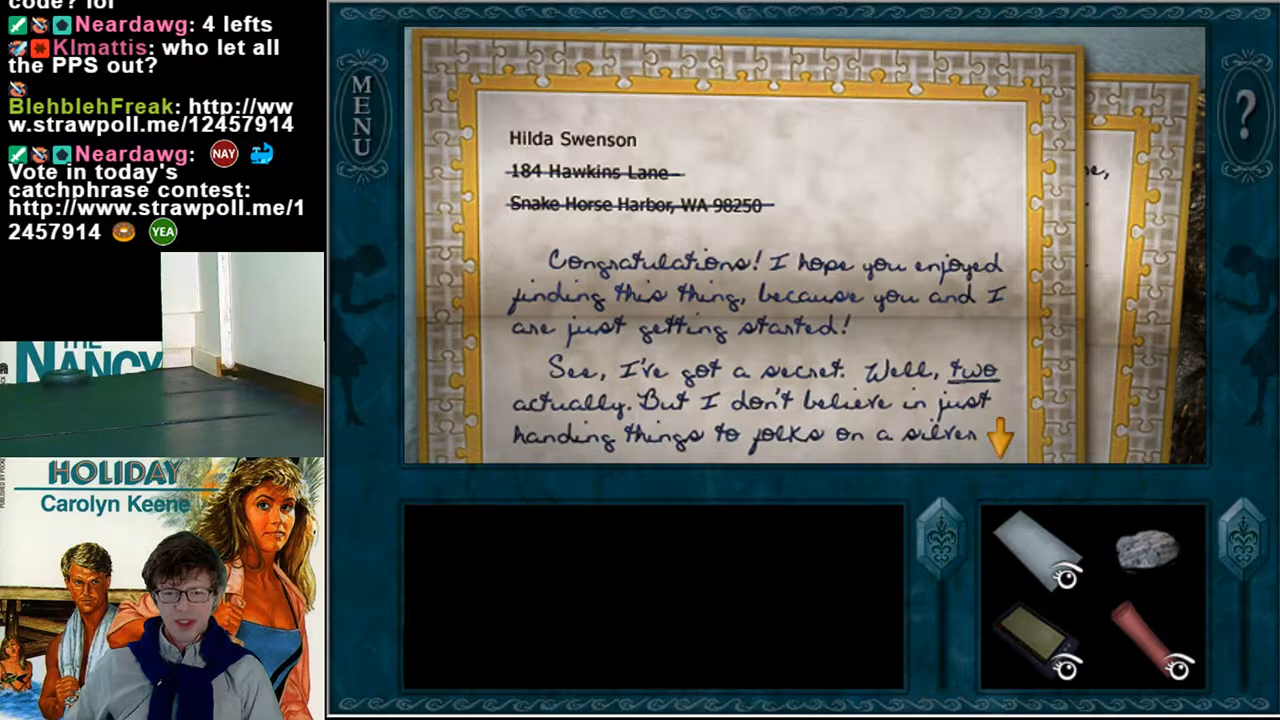 code? lol
Neardawg: 4 lefts
KImattis: who let all
the PPS out?
BlehblehFreak: http://ww
w.strawpoll.me/12457914
Neardawg: NAY
Vote in today's
catchphrase contest:
http://www.strawpoll.me/1
2457914 YEA
THE
NANCY
HOLIDAY
Carolyn Keene
MENU
?
Hilda Swenson
184 Hawkins Lane
Snake Horse Harbor, WA 98250
Congratulations! I hope you enjoyed
finding this thing, because you and I
are just getting started!
See, I've got a secret. Well, two
actually. But I don't believe in just
handing things to folks on a silver